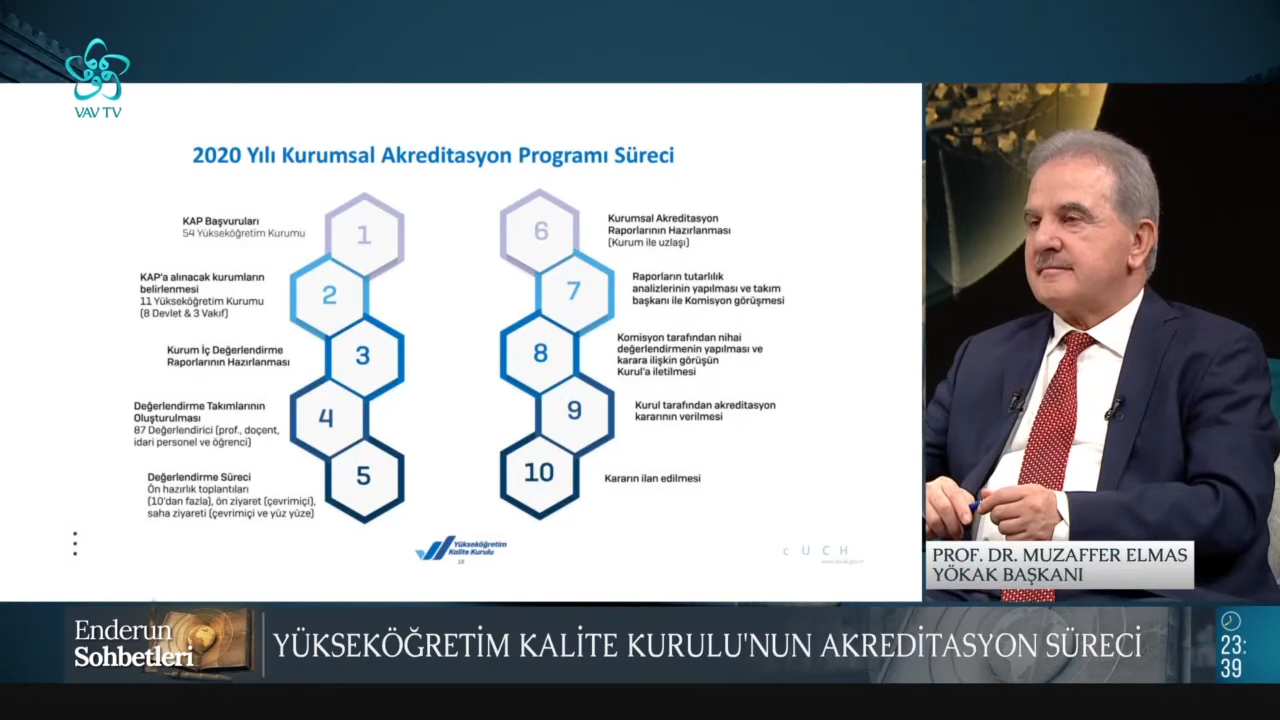 VAV TV
2020 Yılı Kurumsal Akreditasyon Programı Süreci
KAP Başvuruları
54 Yükseköğretim Kurumu
1
KAP'a alınacak kurumların
belirlenmesi
11 Yükseköğretim Kurumu
(8 Devlet & 3 Vakıf)
2
Kurum İç Değerlendirme
Raporlarının Hazırlanması
3
Değerlendirme Takımlarının
Oluşturulması
87 Değerlendirici (prof., doçent,
idari personel ve öğrenci)
4
Değerlendirme Süreci
Ön hazırlık toplantıları
(10'dan fazla), ön ziyaret (çevrimiçi),
saha ziyareti (çevrimiçi ve yüz yüze)
5
6
Kurumsal Akreditasyon
Raporlarının Hazırlanması
(Kurum ile uzlaşı)
7
Raporların tutarlılık
analizlerinin yapılması ve takım
başkanı ile Komisyon görüşmesi
8
Komisyon tarafından nihai
değerlendirmenin yapılması ve
karara ilişkin görüşün
Kurul'a iletilmesi
9
Kurul tarafından akreditasyon
kararının verilmesi
10
Kararın ilan edilmesi
Yükseköğretim
Kalite Kurulu
18
c U C H
PROF. DR. MUZAFFER ELMAS
YÖKAK BAŞKANI
Enderun
Sohbetleri
YÜKSEKÖĞRETİM KALİTE KURULU'NUN AKREDİTASYON SÜRECİ
23:
39